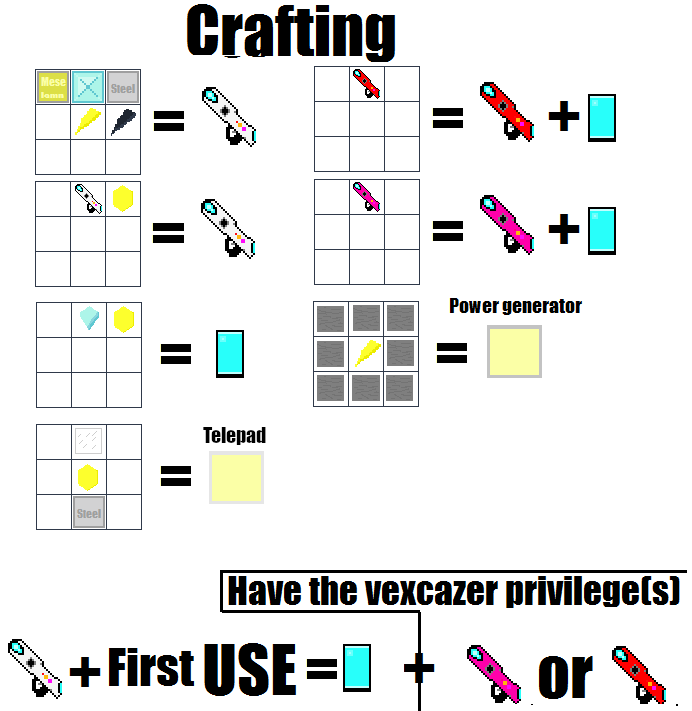 Crafting
Mese
lamp
Steel
=
=
+
=
=
+
=
Power generator
=
Telepad
=
Steel
Have the vexcazer privilege(s)
+ First USE = + or